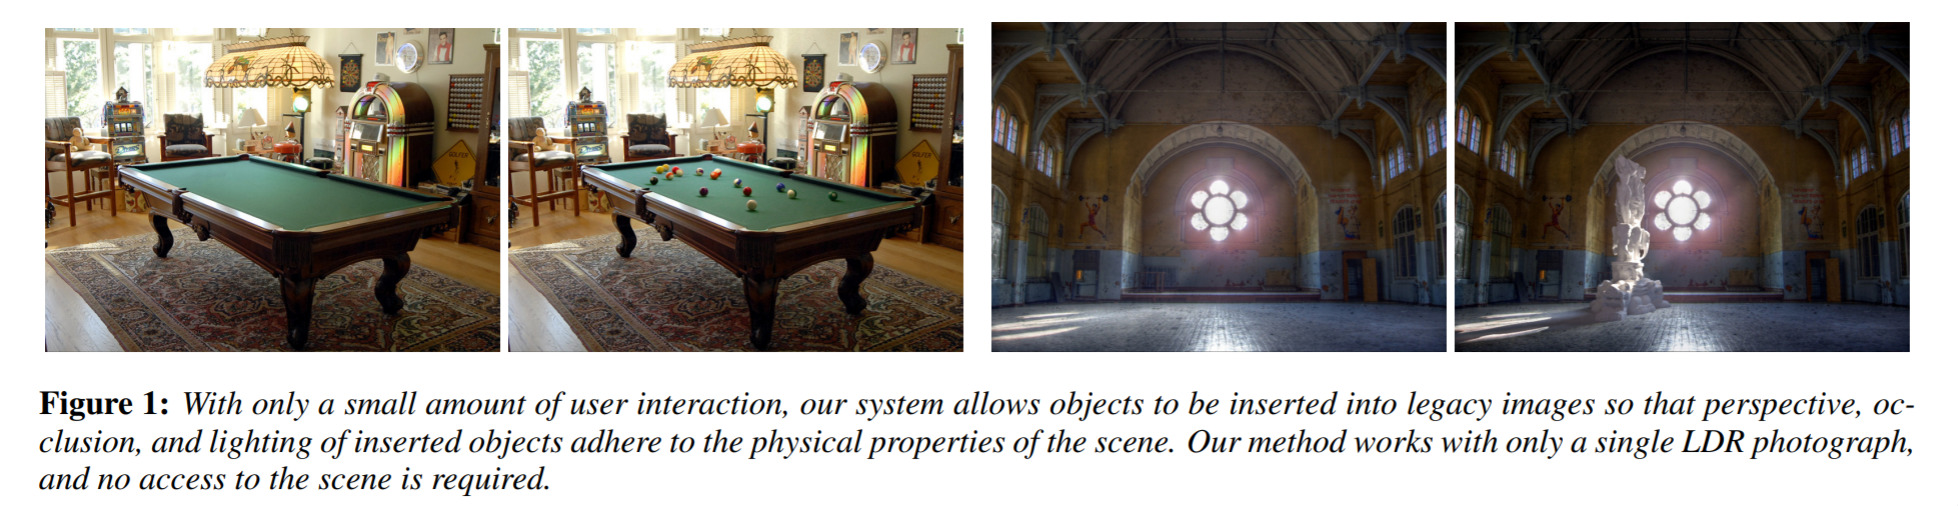 GOLFER
GOLFER
Figure 1: With only a small amount of user interaction, our system allows objects to be inserted into legacy images so that perspective, oc-
clusion, and lighting of inserted objects adhere to the physical properties of the scene. Our method works with only a single LDR photograph,
and no access to the scene is required.